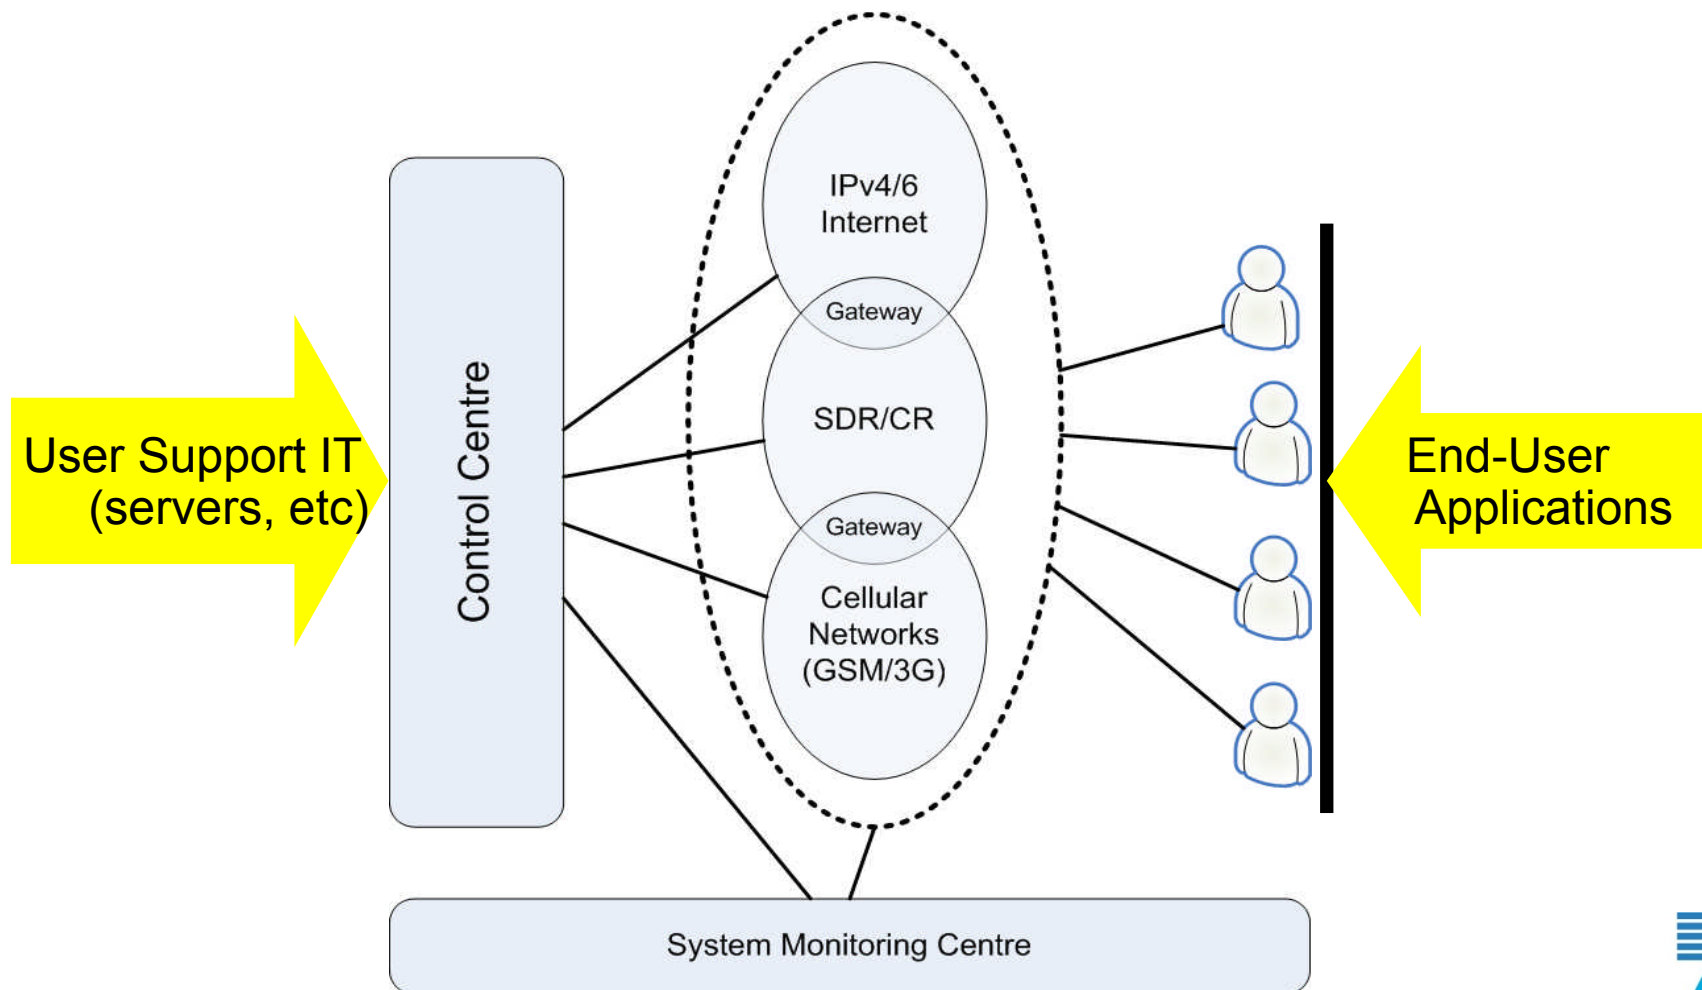 User Support IT
(servers, etc)
Control Centre
IPv4/6
Internet
Gateway
SDR/CR
Gateway
Cellular
Networks
(GSM/3G)
End-User
Applications
System Monitoring Centre